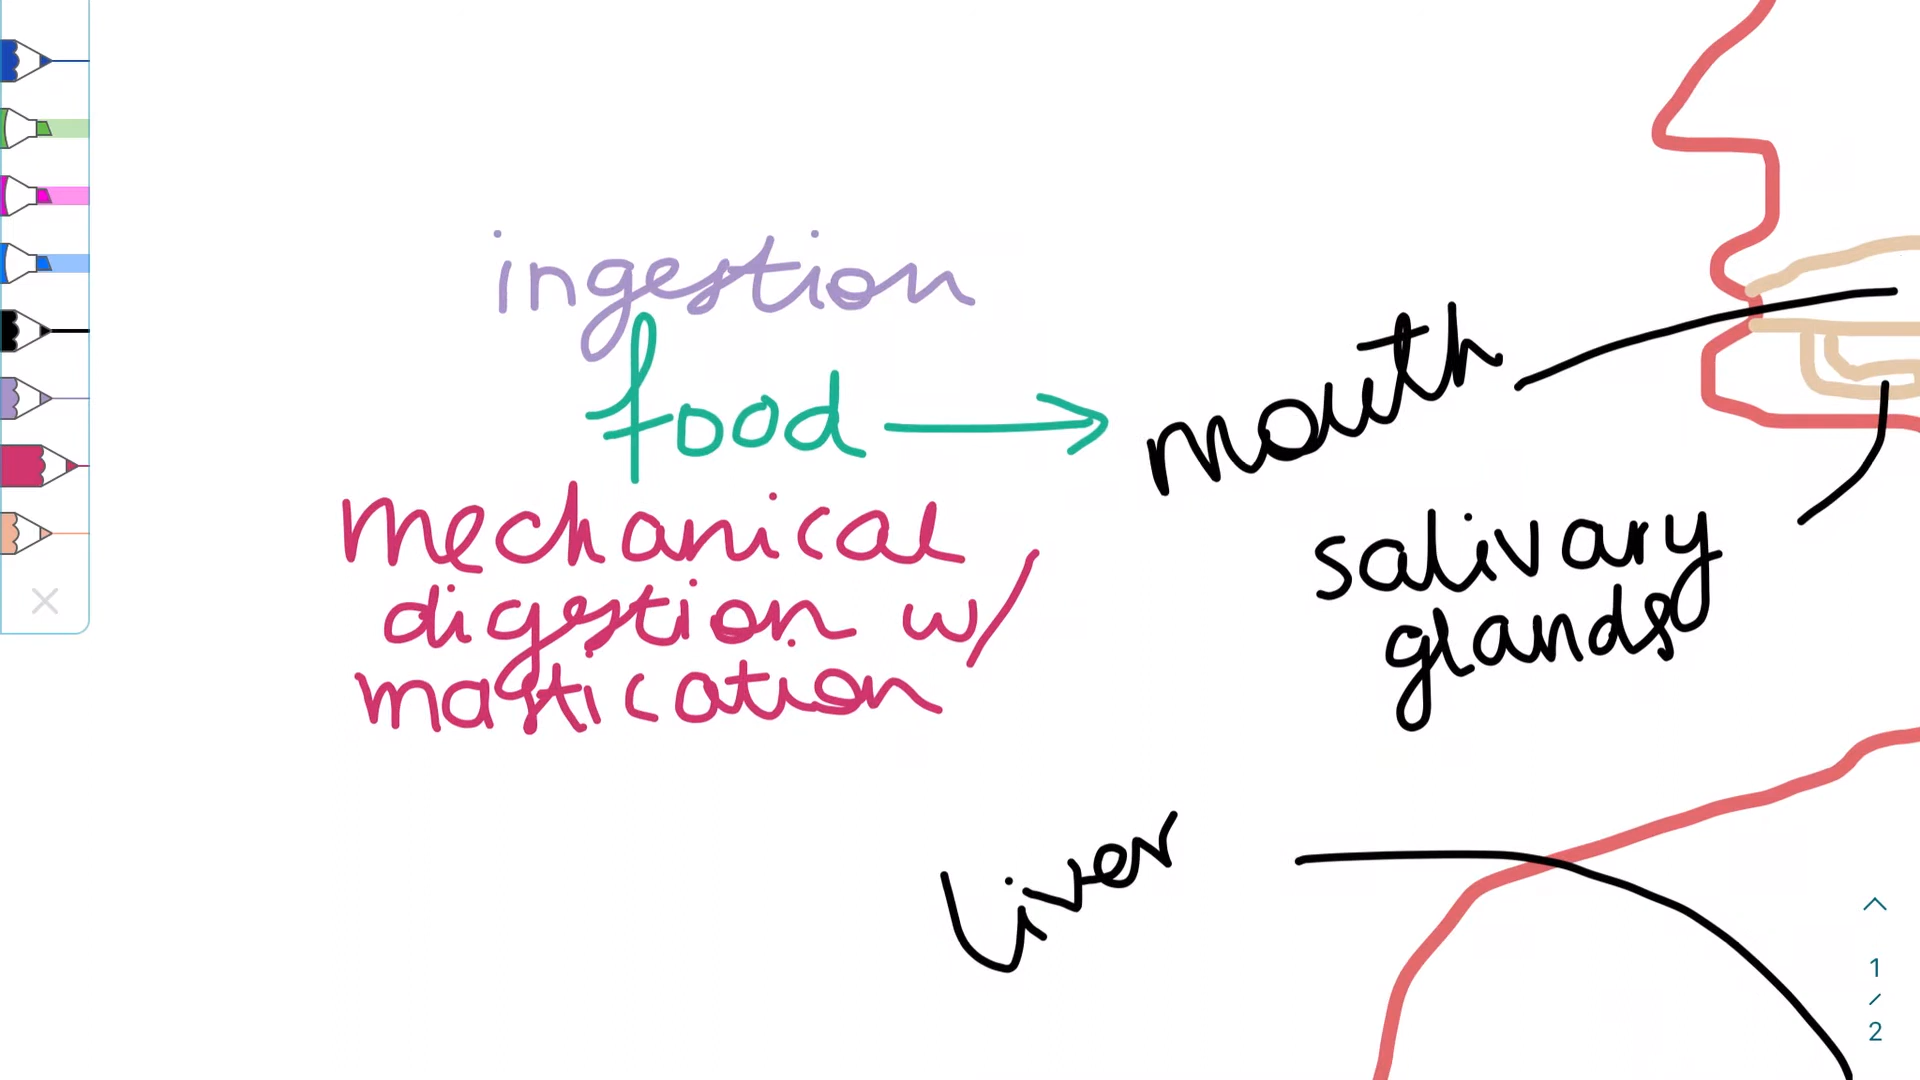 ingestion
food → mouth
mechanical
digestion w/
mastication
salivary
glands
Liver
1
/
2